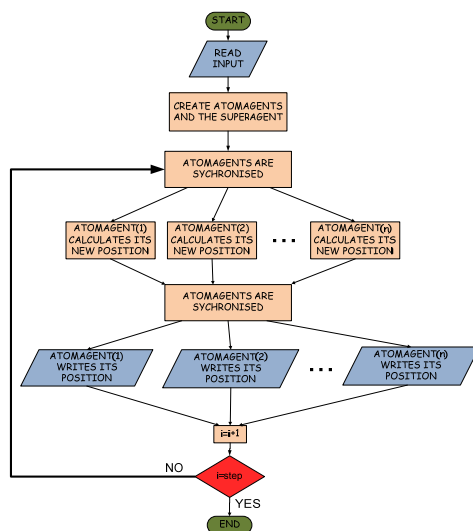 START
READ
INPUT
CREATE ATOMAGENTS
AND THE SUPERAGENT
ATOMAGENTS ARE
SYCHRONISED
ATOMAGENT(1)
CALCULATES ITS
NEW POSITION
ATOMAGENT(2)
CALCULATES ITS
NEW POSITION
...
ATOMAGENT(n)
CALCULATES ITS
NEW POSITION
ATOMAGENTS ARE
SYCHRONISED
ATOMAGENT(1)
WRITES ITS
POSITION
ATOMAGENT(2)
WRITES ITS
POSITION
...
ATOMAGENT(n)
WRITES ITS
POSITION
i=i+1
NO
i=step
YES
END